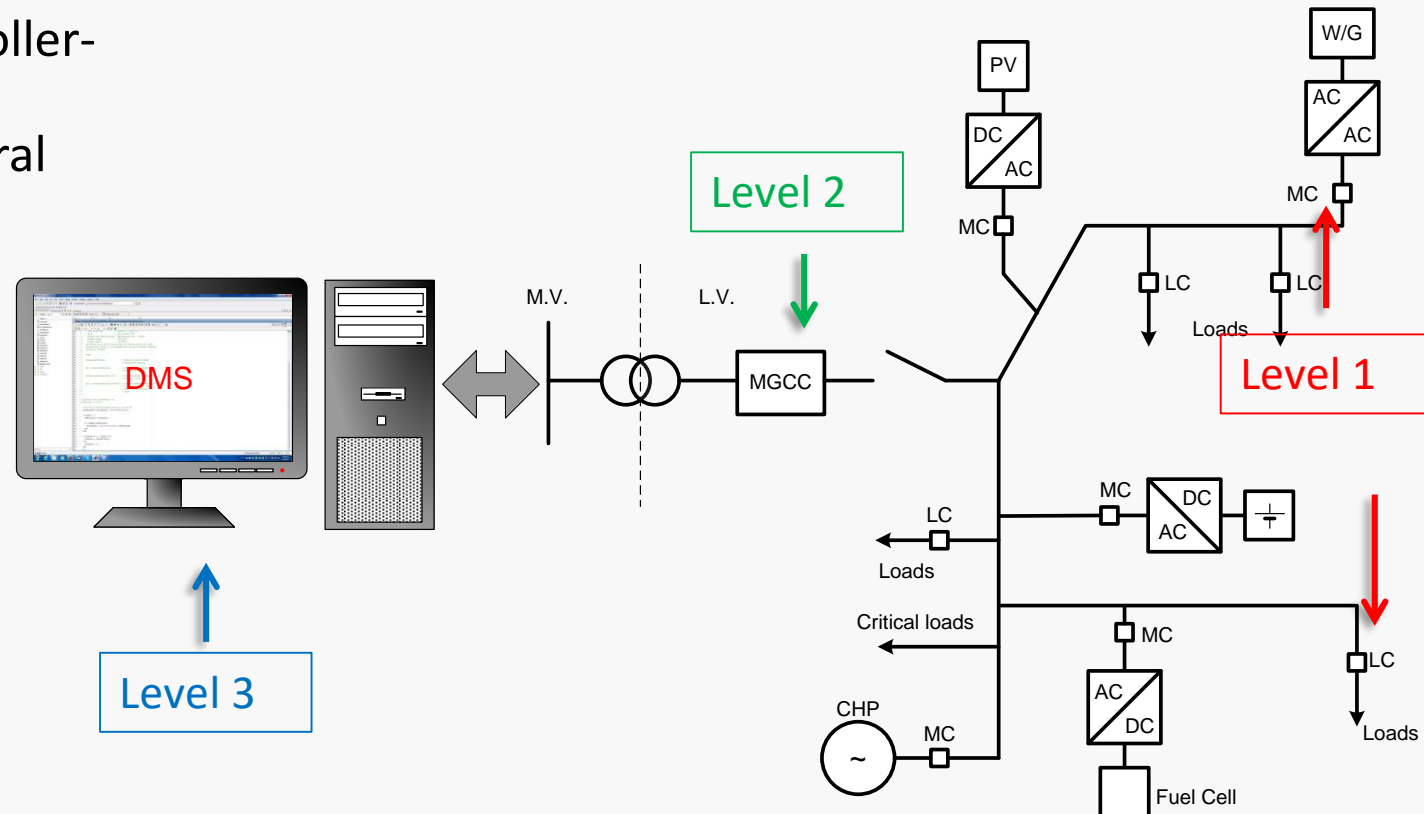 oller-
ral
W/G
PV
AC
AC
DC
AC
Level 2
MC
MC
M.V.
L.V.
LC
LC
Loads
DMS
MGCC
Level 1
MC
DC
AC
LC
Loads
Critical loads
MC
LC
Level 3
AC
DC
CHP
MC
~
Loads
Fuel Cell